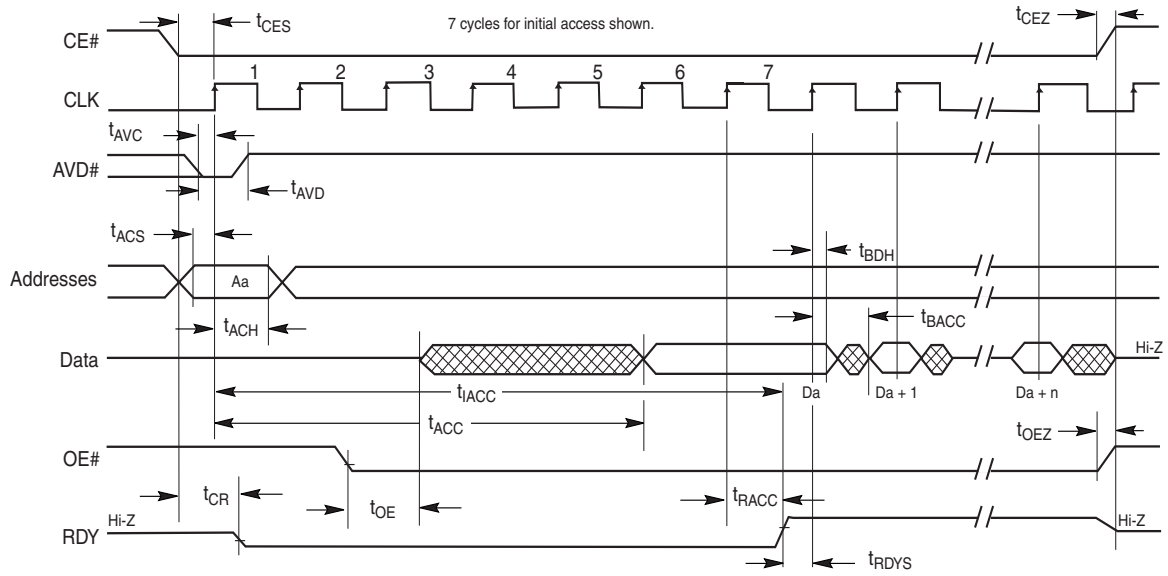 7 cycles for initial access shown.
tCES
tCEZ
CE#
1 2 3 4 5 6 7
CLK
tAVC
AVD#
tAVD
tACS
tBDH
Addresses
Aa
tACH
tBACC
Data
Hi-Z
tIACC
Da
Da + 1
Da + n
tACC
tOEZ
OE#
tCR
tOE
tRACC
Hi-Z
Hi-Z
RDY
tRDYS